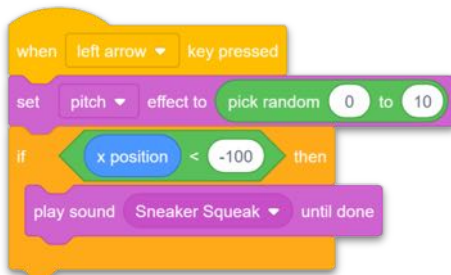 when left arrow key pressed
set pitch effect to pick random 0 to 10
if x position < -100 then
play sound Sneaker Squeak until done